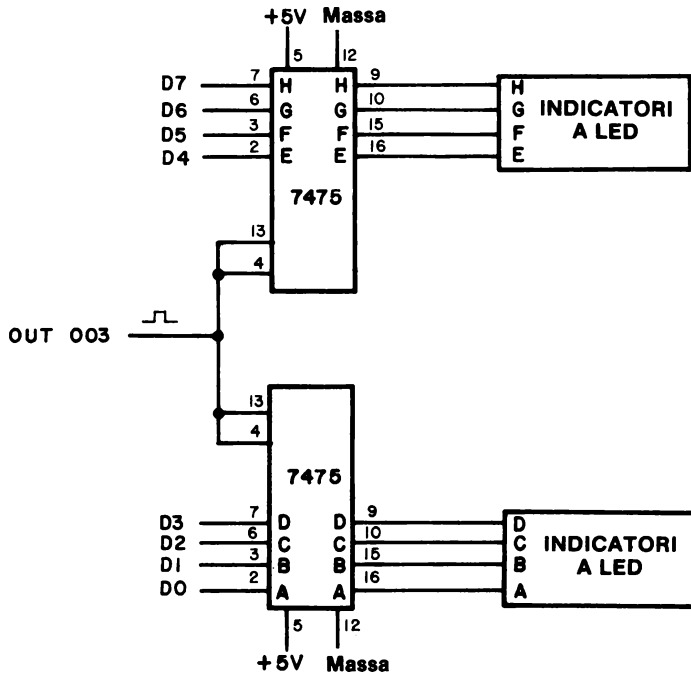 +5V Massa
5 12
D7 7 H H 9 H
D6 6 G G 10 G
D5 3 F F 15 F
D4 2 E E 16 E
INDICATORI
A LED
7475
13
4
OUT 003
13
4
7475
D3 7 D D 9 D
D2 6 C C 10 C
D1 3 B B 15 B
D0 2 A A 16 A
INDICATORI
A LED
5 12
+5V Massa